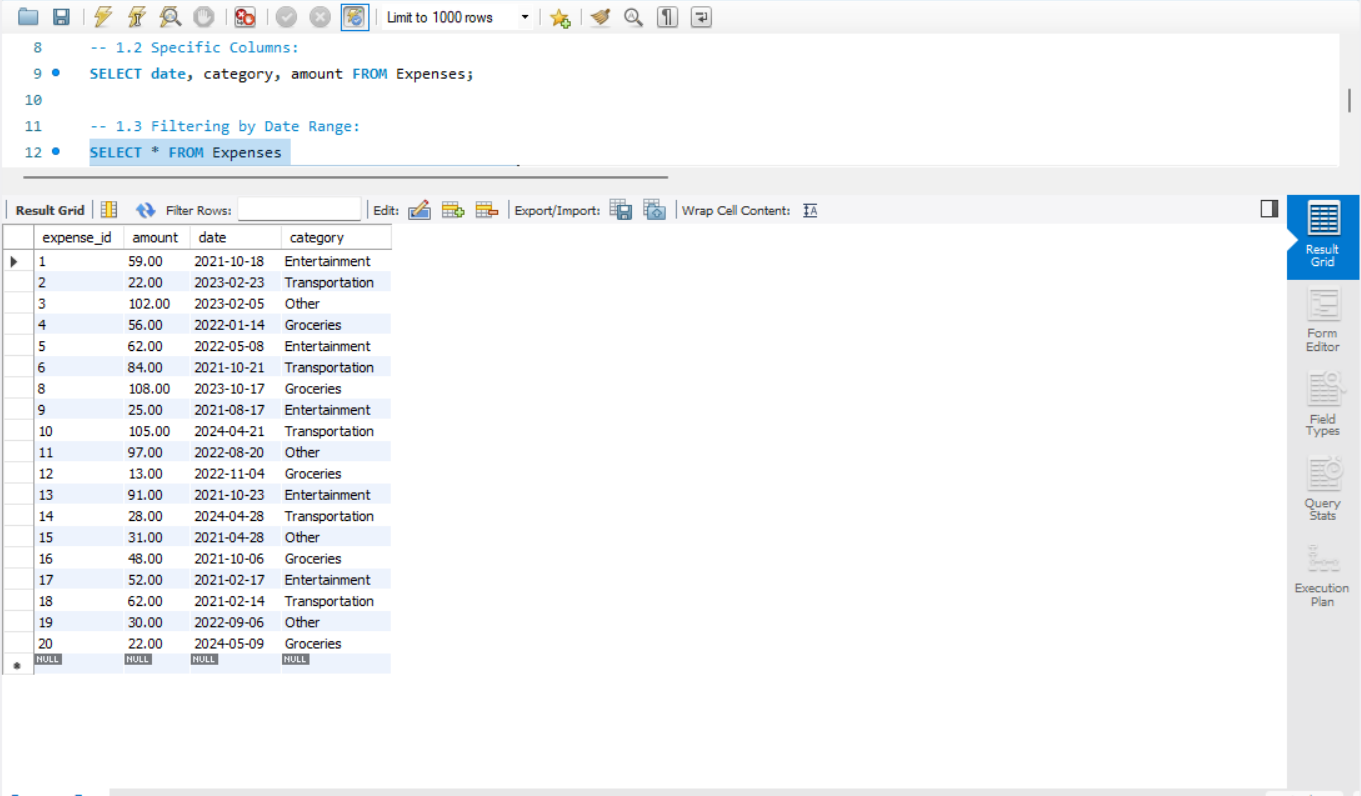 Limit to 1000 rows
8 -- 1.2 Specific Columns:
9 SELECT date, category, amount FROM Expenses;
10
11 -- 1.3 Filtering by Date Range:
12 SELECT * FROM Expenses
Result Grid Filter Rows: Edit: Export/Import: Wrap Cell Content:
expense_id amount date category
1 59.00 2021-10-18 Entertainment
2 22.00 2023-02-23 Transportation
3 102.00 2023-02-05 Other
4 56.00 2022-01-14 Groceries
5 62.00 2022-05-08 Entertainment
6 84.00 2021-10-21 Transportation
8 108.00 2023-10-17 Groceries
9 25.00 2021-08-17 Entertainment
10 105.00 2024-04-21 Transportation
11 97.00 2022-08-20 Other
12 13.00 2022-11-04 Groceries
13 91.00 2021-10-23 Entertainment
14 28.00 2024-04-28 Transportation
15 31.00 2021-04-28 Other
16 48.00 2021-10-06 Groceries
17 52.00 2021-02-17 Entertainment
18 62.00 2021-02-14 Transportation
19 30.00 2022-09-06 Other
20 22.00 2024-05-09 Groceries
NULL NULL NULL NULL
Result
Grid
Form
Editor
Field
Types
Query
Stats
Execution
Plan